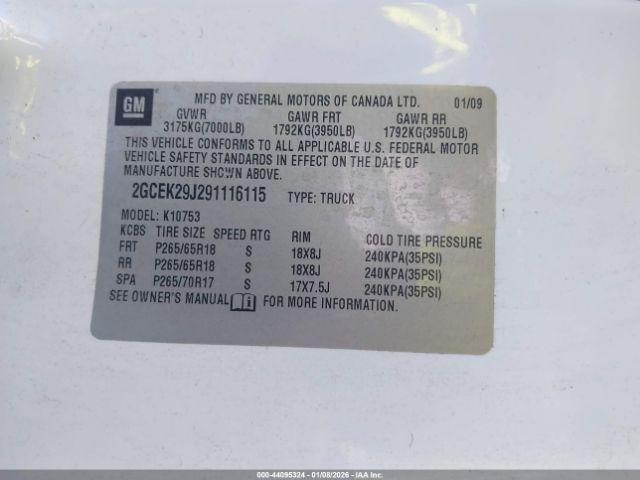 GM
MFD BY GENERAL MOTORS OF CANADA LTD. 01/09
GVWR GAWR FRT GAWR RR
3175KG(7000LB) 1792KG(3950LB) 1792KG(3950LB)
THIS VEHICLE CONFORMS TO ALL APPLICABLE U.S. FEDERAL MOTOR
VEHICLE SAFETY STANDARDS IN EFFECT ON THE DATE OF
MANUFACTURE SHOWN ABOVE.
2GCEK29J291116115 TYPE: TRUCK
MODEL: K10753
KCBS TIRE SIZE SPEED RTG RIM COLD TIRE PRESSURE
FRT P265/65R18 S 18X8J 240KPA(35PSI)
RR P265/65R18 S 18X8J 240KPA(35PSI)
SPA P265/70R17 S 17X7.5J 240KPA(35PSI)
SEE OWNER'S MANUAL FOR MORE INFORMATION.
000-44095324 | 01/08/2026 - IAA Inc.